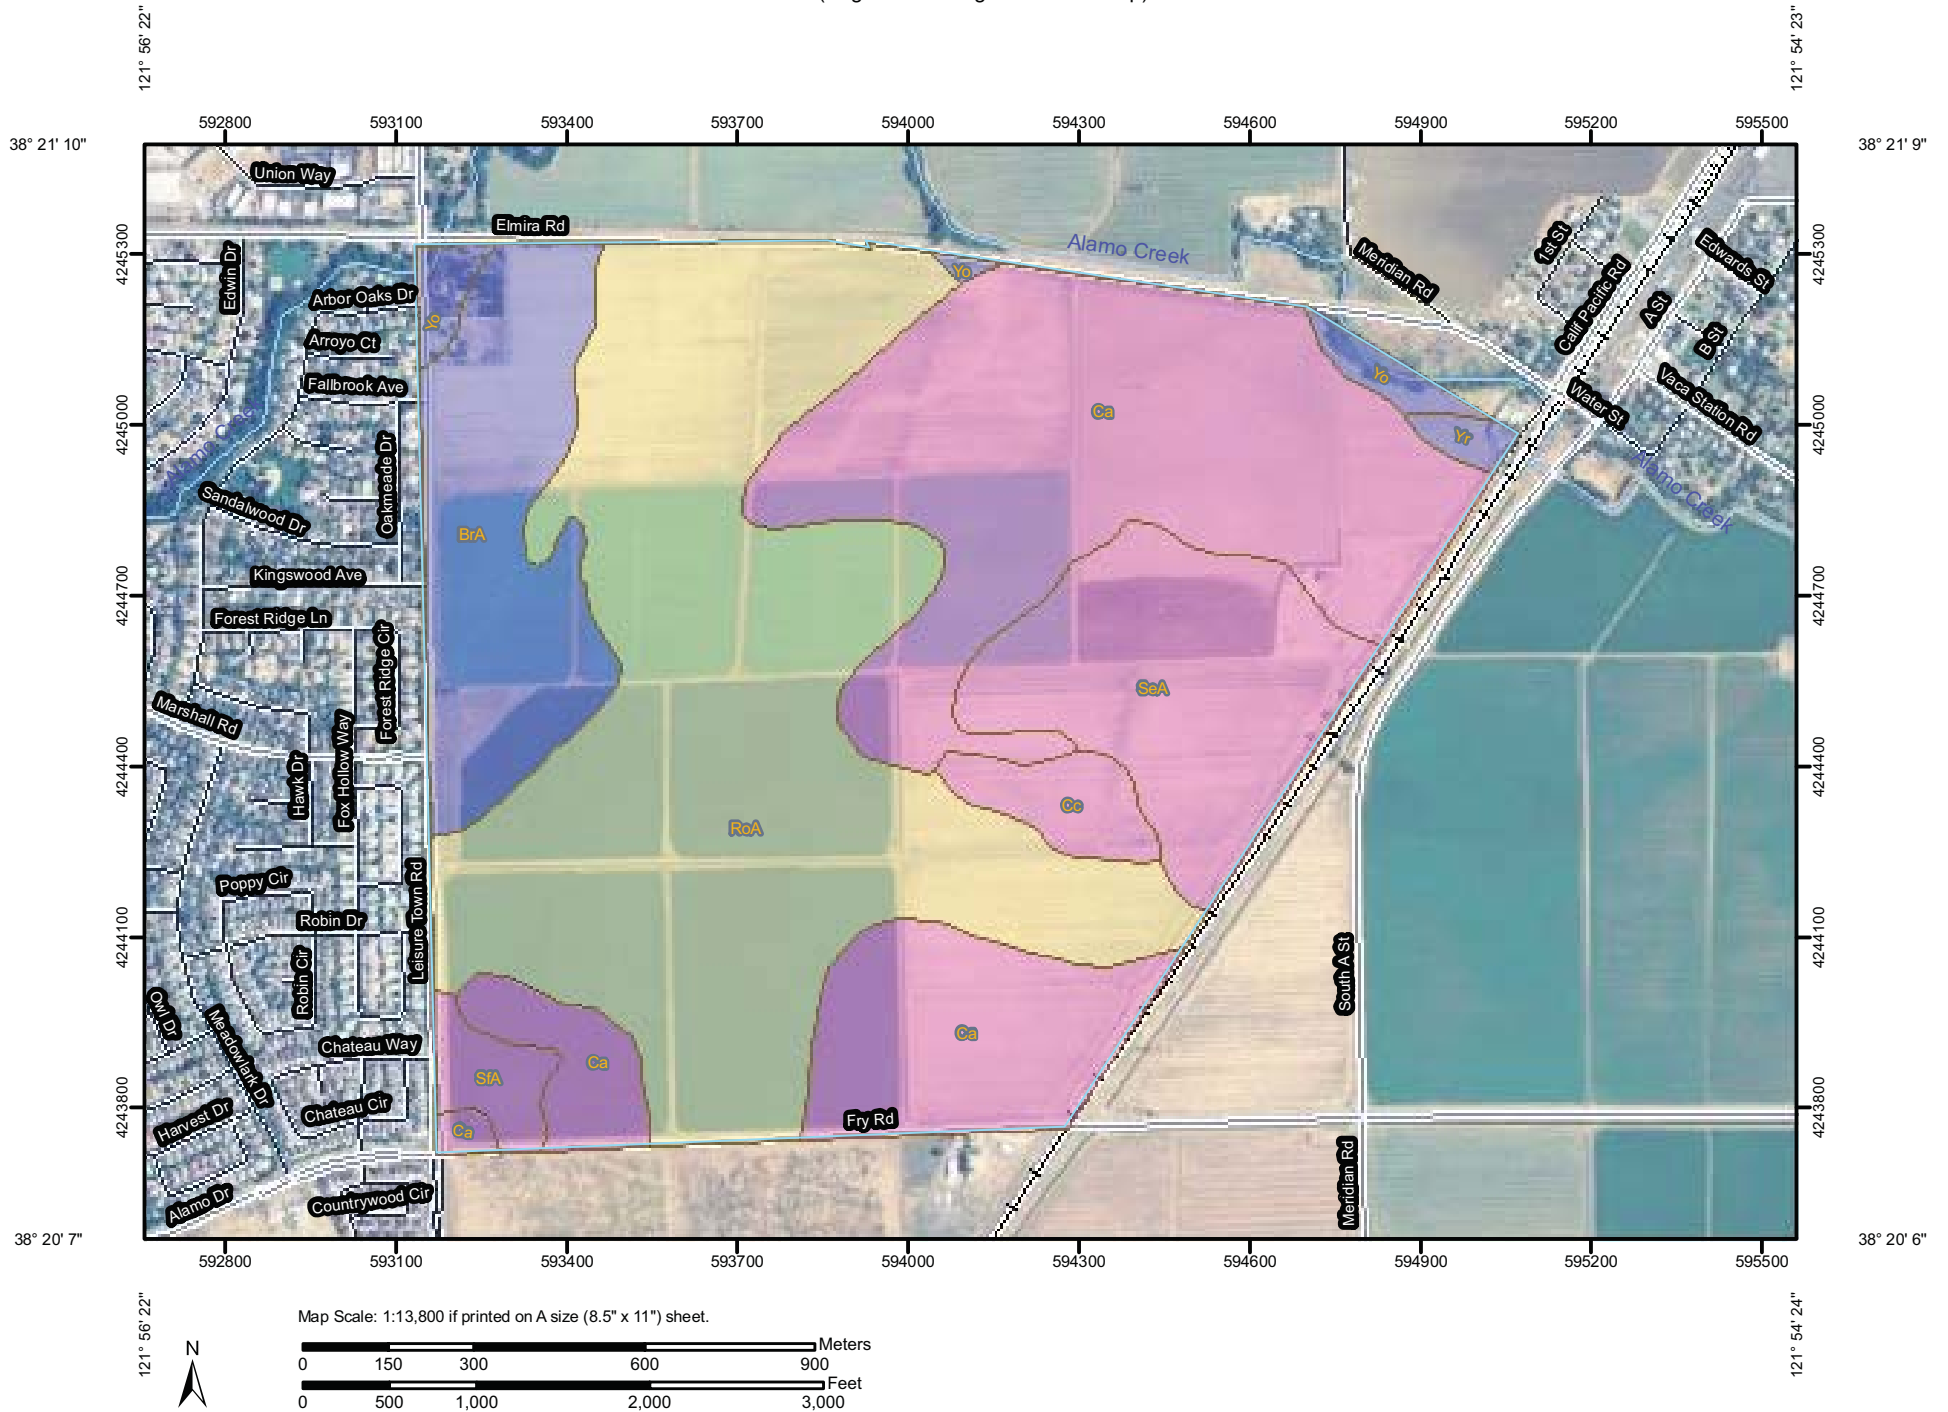 121° 56' 22"
121° 54' 23"
592800
593100
593400
593700
594000
594300
594600
594900
595200
595500
38° 21' 10"
38° 21' 9"
Union Way
Elmira Rd
Alamo Creek
Edwin Dr
4245300
4245300
Meridian Rd
1st St
Calif Pacific Rd
A St
Edwards St
B St
Yo
Yo
Arbor Oaks Dr
Arroyo Ct
Fallbrook Ave
Yo
Ca
Yr
Water St
Vaca Station Rd
4245000
4245000
Alamo Creek
Oakmeade Dr
Sandalwood Dr
Alamo Creek
BrA
Kingswood Ave
4244700
4244700
Forest Ridge Ln
Forest Ridge Cir
Marshall Rd
SeA
Hawk Dr
Fox Hollow Way
4244400
4244400
Cc
RoA
Poppy Cir
Robin Dr
Robin Cir
Leisure Town Rd
4244100
4244100
South A St
Owl Dr
Meadowlark Dr
Chateau Way
Ca
Ca
SfA
Chateau Cir
Harvest Dr
Ca
Fry Rd
4243800
4243800
Alamo Dr
Countrywood Cir
Meridian Rd
38° 20' 7"
38° 20' 6"
592800
593100
593400
593700
594000
594300
594600
594900
595200
595500
121° 56' 22"
121° 54' 24"
Map Scale: 1:13,800 if printed on A size (8.5" x 11") sheet.
N
Meters
0 150 300 600 900
Feet
0 500 1,000 2,000 3,000